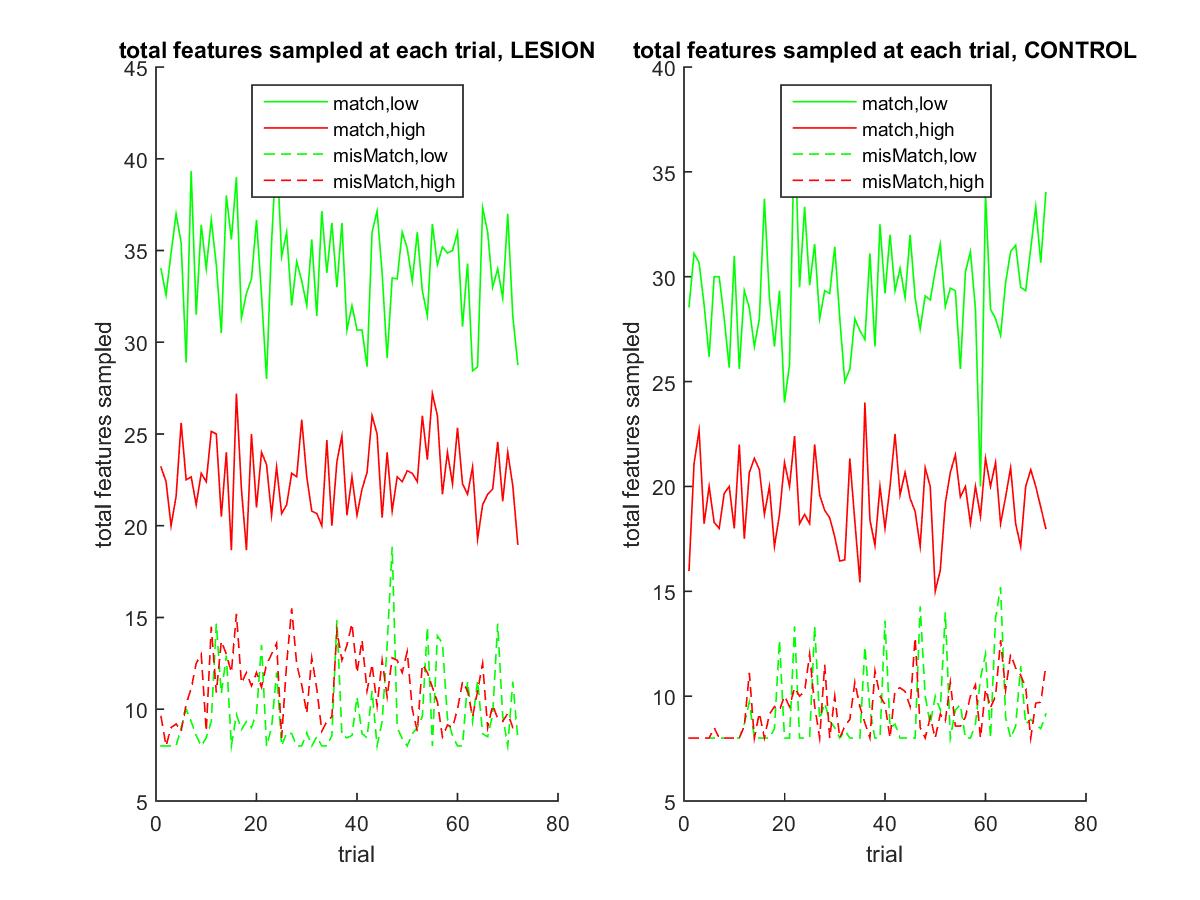 total features sampled at each trial, LESION
match,low
match,high
misMatch,low
misMatch,high
45
40
35
30
25
20
15
10
5
0
20
40
60
80
total features sampled
trial
total features sampled at each trial, CONTROL
match,low
match,high
misMatch,low
misMatch,high
40
35
30
25
20
15
10
5
0
20
40
60
80
total features sampled
trial